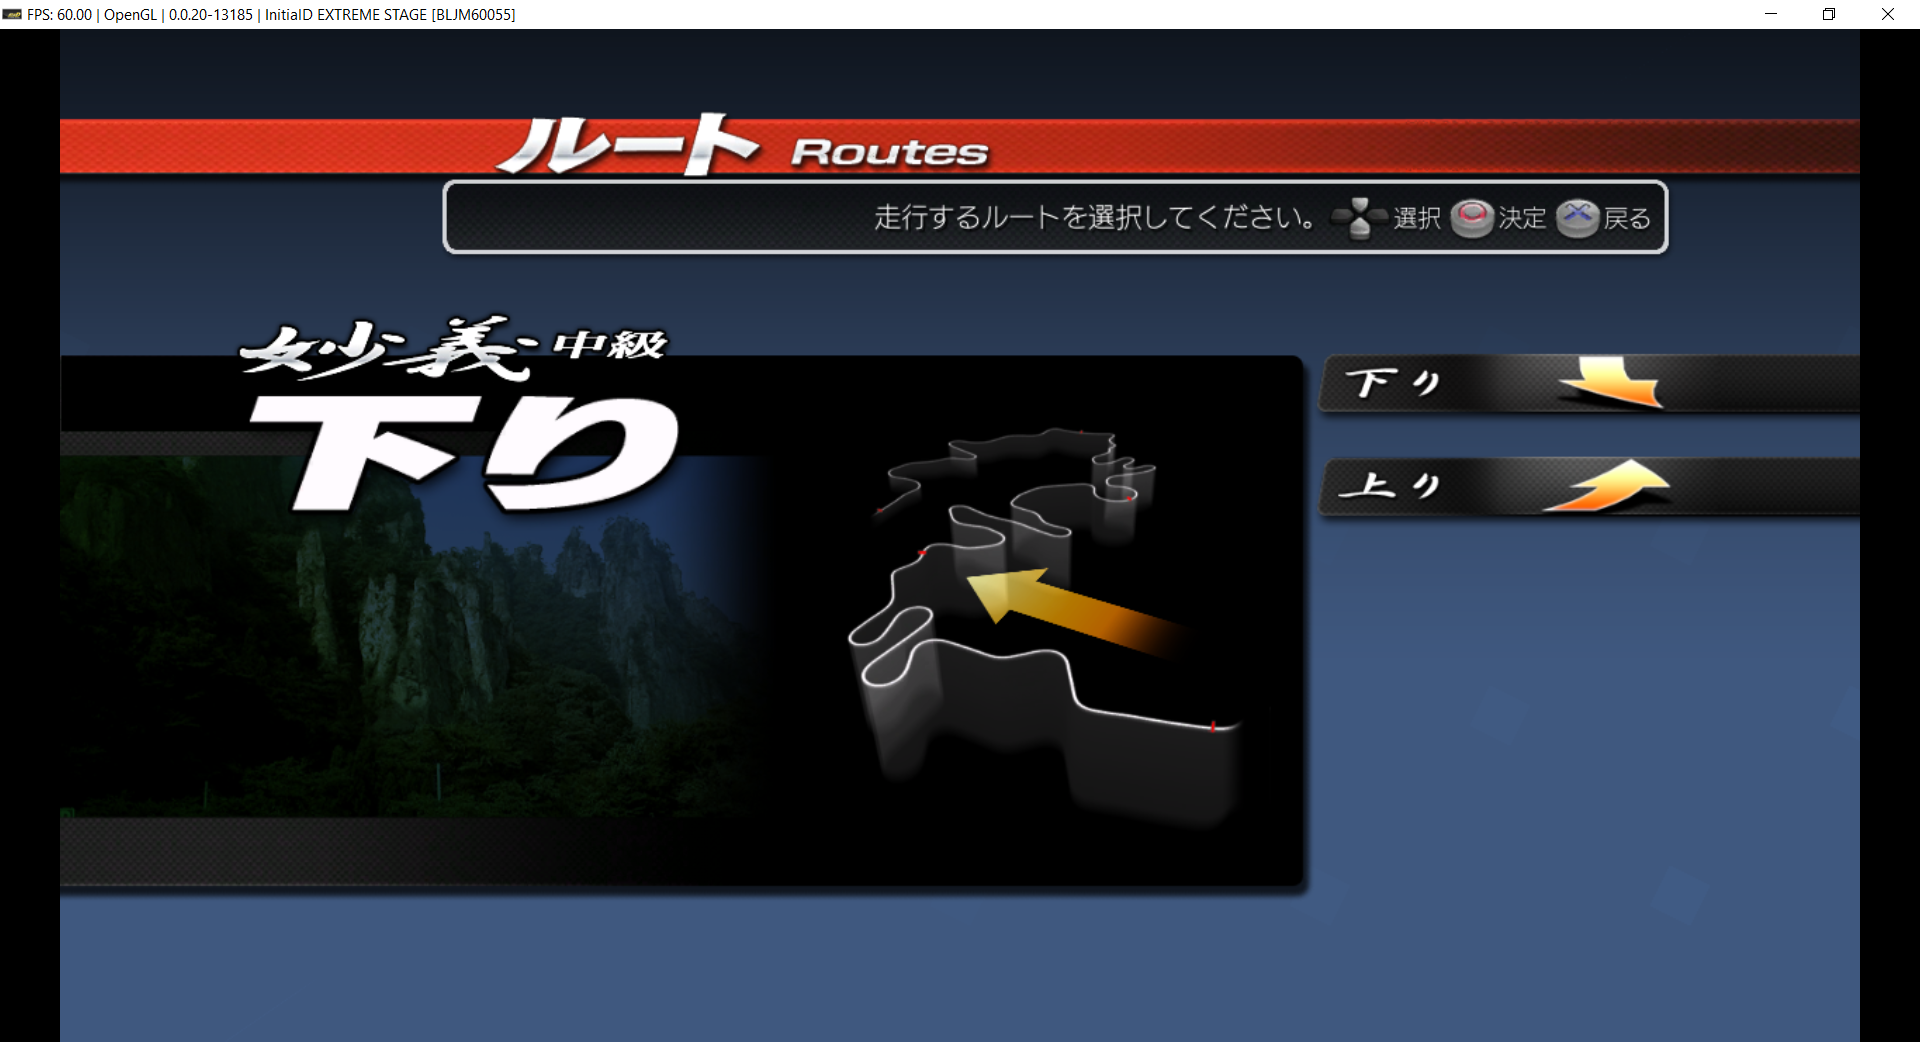 FPS: 60.00 | OpenGL | 0.0.20-13185 | InitialD EXTREME STAGE [BLJM60055]
ルート Routes
走行するルートを選択してください。 選択 決定 戻る
妙義 中級
下り
下り
上り